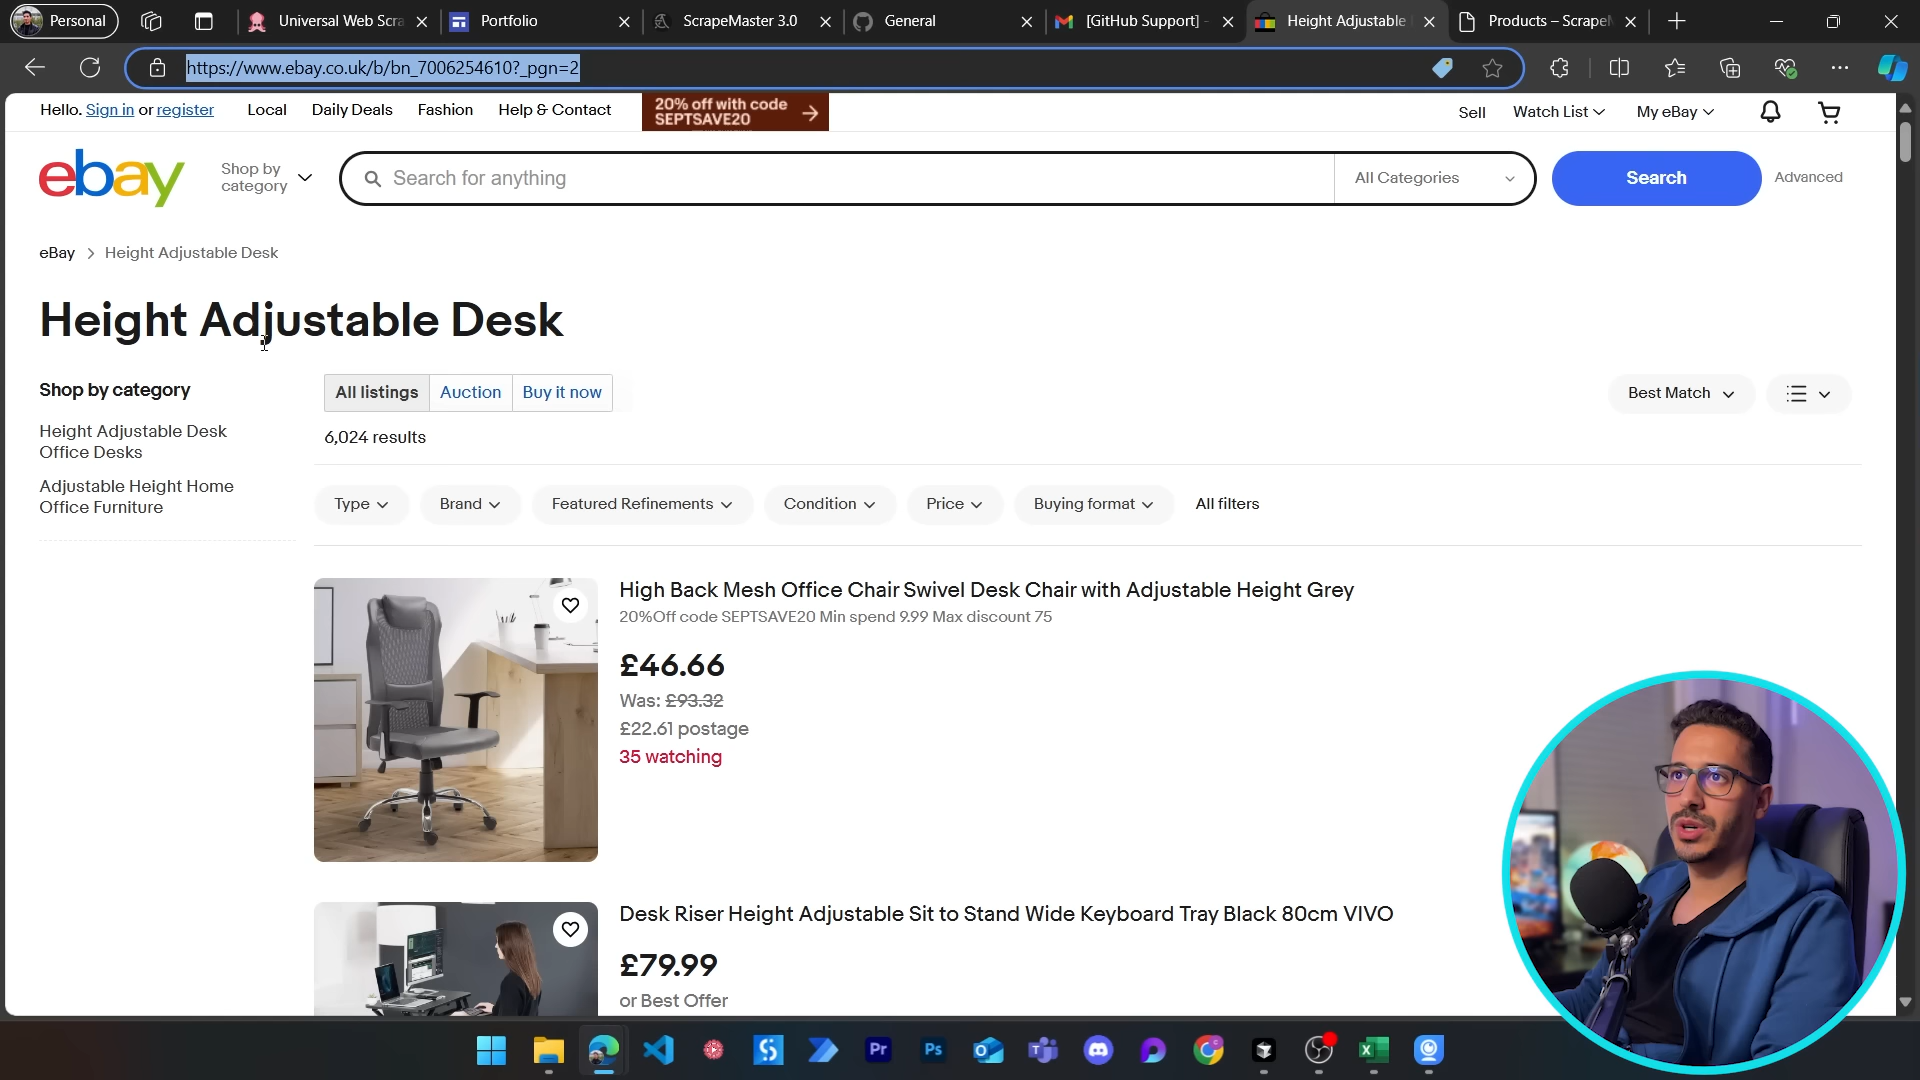 Personal
Universal Web Scra
Portfolio
ScrapeMaster 3.0
General
[GitHub Support] -
Height Adjustable
Products – Scrape
https://www.ebay.co.uk/b/bn_7006254610?_pgn=2
Hello. Sign in or register
Local
Daily Deals
Fashion
Help & Contact
20% off with code
SEPTSAVE20
Sell
Watch List
My eBay
ebay
Shop by
category
Search for anything
All Categories
Search
Advanced
eBay
Height Adjustable Desk
Height Adjustable Desk
Shop by category
Height Adjustable Desk
Office Desks
Adjustable Height Home
Office Furniture
All listings
Auction
Buy it now
Best Match
6,024 results
Type
Brand
Featured Refinements
Condition
Price
Buying format
All filters
High Back Mesh Office Chair Swivel Desk Chair with Adjustable Height Grey
20%Off code SEPTSAVE20 Min spend 9.99 Max discount 75
£46.66
Was: £93.32
£22.61 postage
35 watching
Desk Riser Height Adjustable Sit to Stand Wide Keyboard Tray Black 80cm VIVO
£79.99
or Best Offer
Pr
Ps